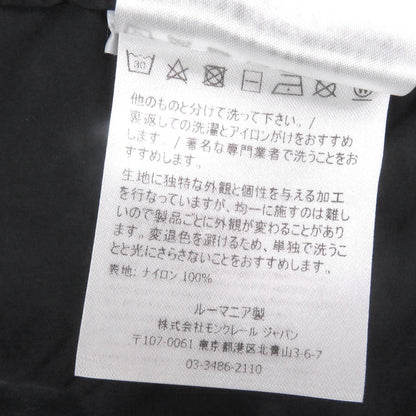 30
W
他のものと分けて洗って下さい。/
裏返しての洗濯とアイロンがけをおすすめ
します。/ 著名な専門業者で洗うことをお
すすめします。
生地に独特な外観と個性を与える加工
を行なっていますが、均一に施すのは難し
いので製品ごとに外観が変わることがあり
ます。変退色を避けるため、単独で洗うこ
とと光にさらさないことをおすすめします。
表地: ナイロン 100%
ルーマニア製
株式会社モンクレール ジャパン
〒107-0061 東京都港区北青山3-6-7
03-3486-2110